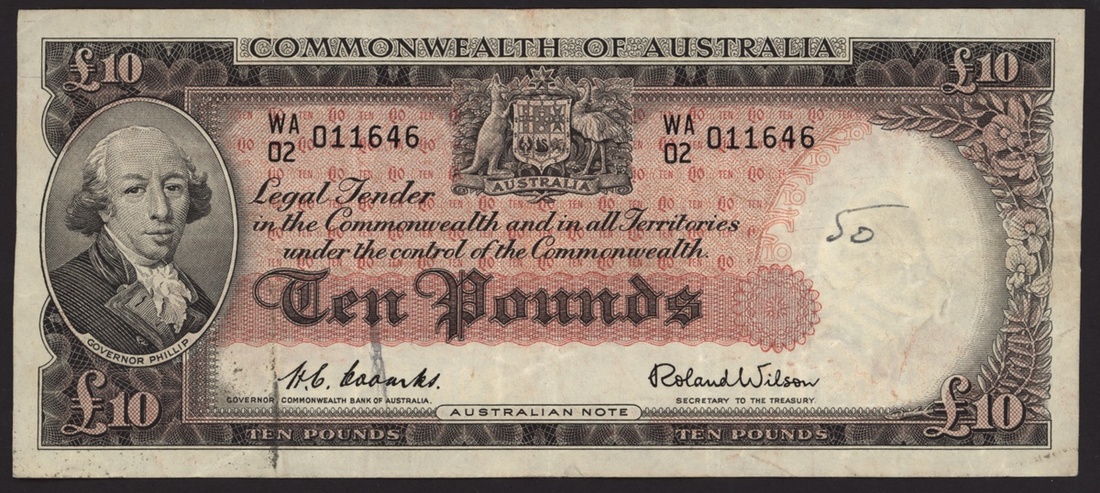 COMMONWEALTH OF AUSTRALIA
£10
£10
WA
02 011646
WA
02 011646
AUSTRALIA
Legal Tender
in the Commonwealth and in all Territories
under the control of the Commonwealth.
50
Ten Pounds
GOVERNOR PHILLIP
H.C. Coombs.
Roland Wilson
GOVERNOR, COMMONWEALTH BANK OF AUSTRALIA.
SECRETARY TO THE TREASURY.
AUSTRALIAN NOTE
£10
£10
TEN POUNDS
TEN POUNDS